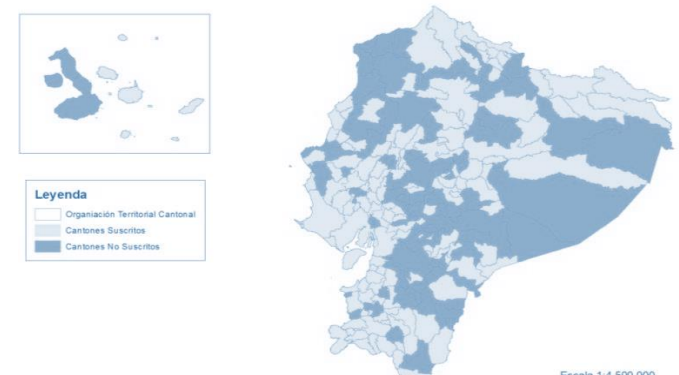 Leyenda
Organiación Territorial Cantonal
Cantones Suscritos
Cantones No Suscritos
Escala 1:4.500.000